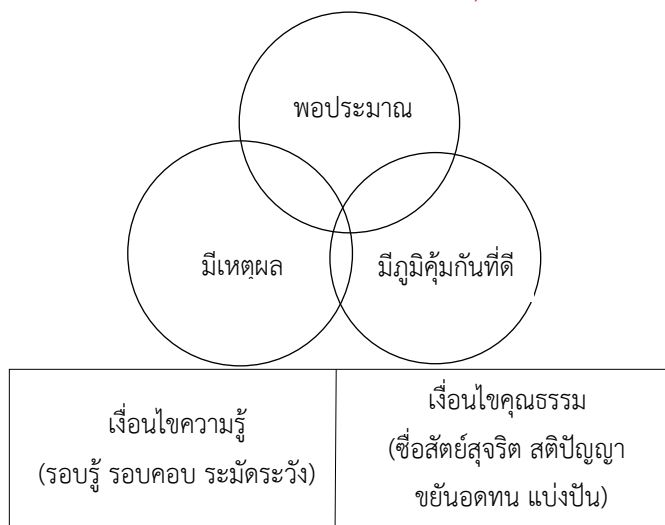 พอประมาณ
มีเหตุผล
มีภูมิคุ้มกันที่ดี
เงื่อนไขความรู้
(รอบรู้ รอบคอบ ระมัดระวัง)
เงื่อนไขคุณธรรม
(ซื่อสัตย์สุจริต สติปัญญา
ขยันอดทน แบ่งปัน)